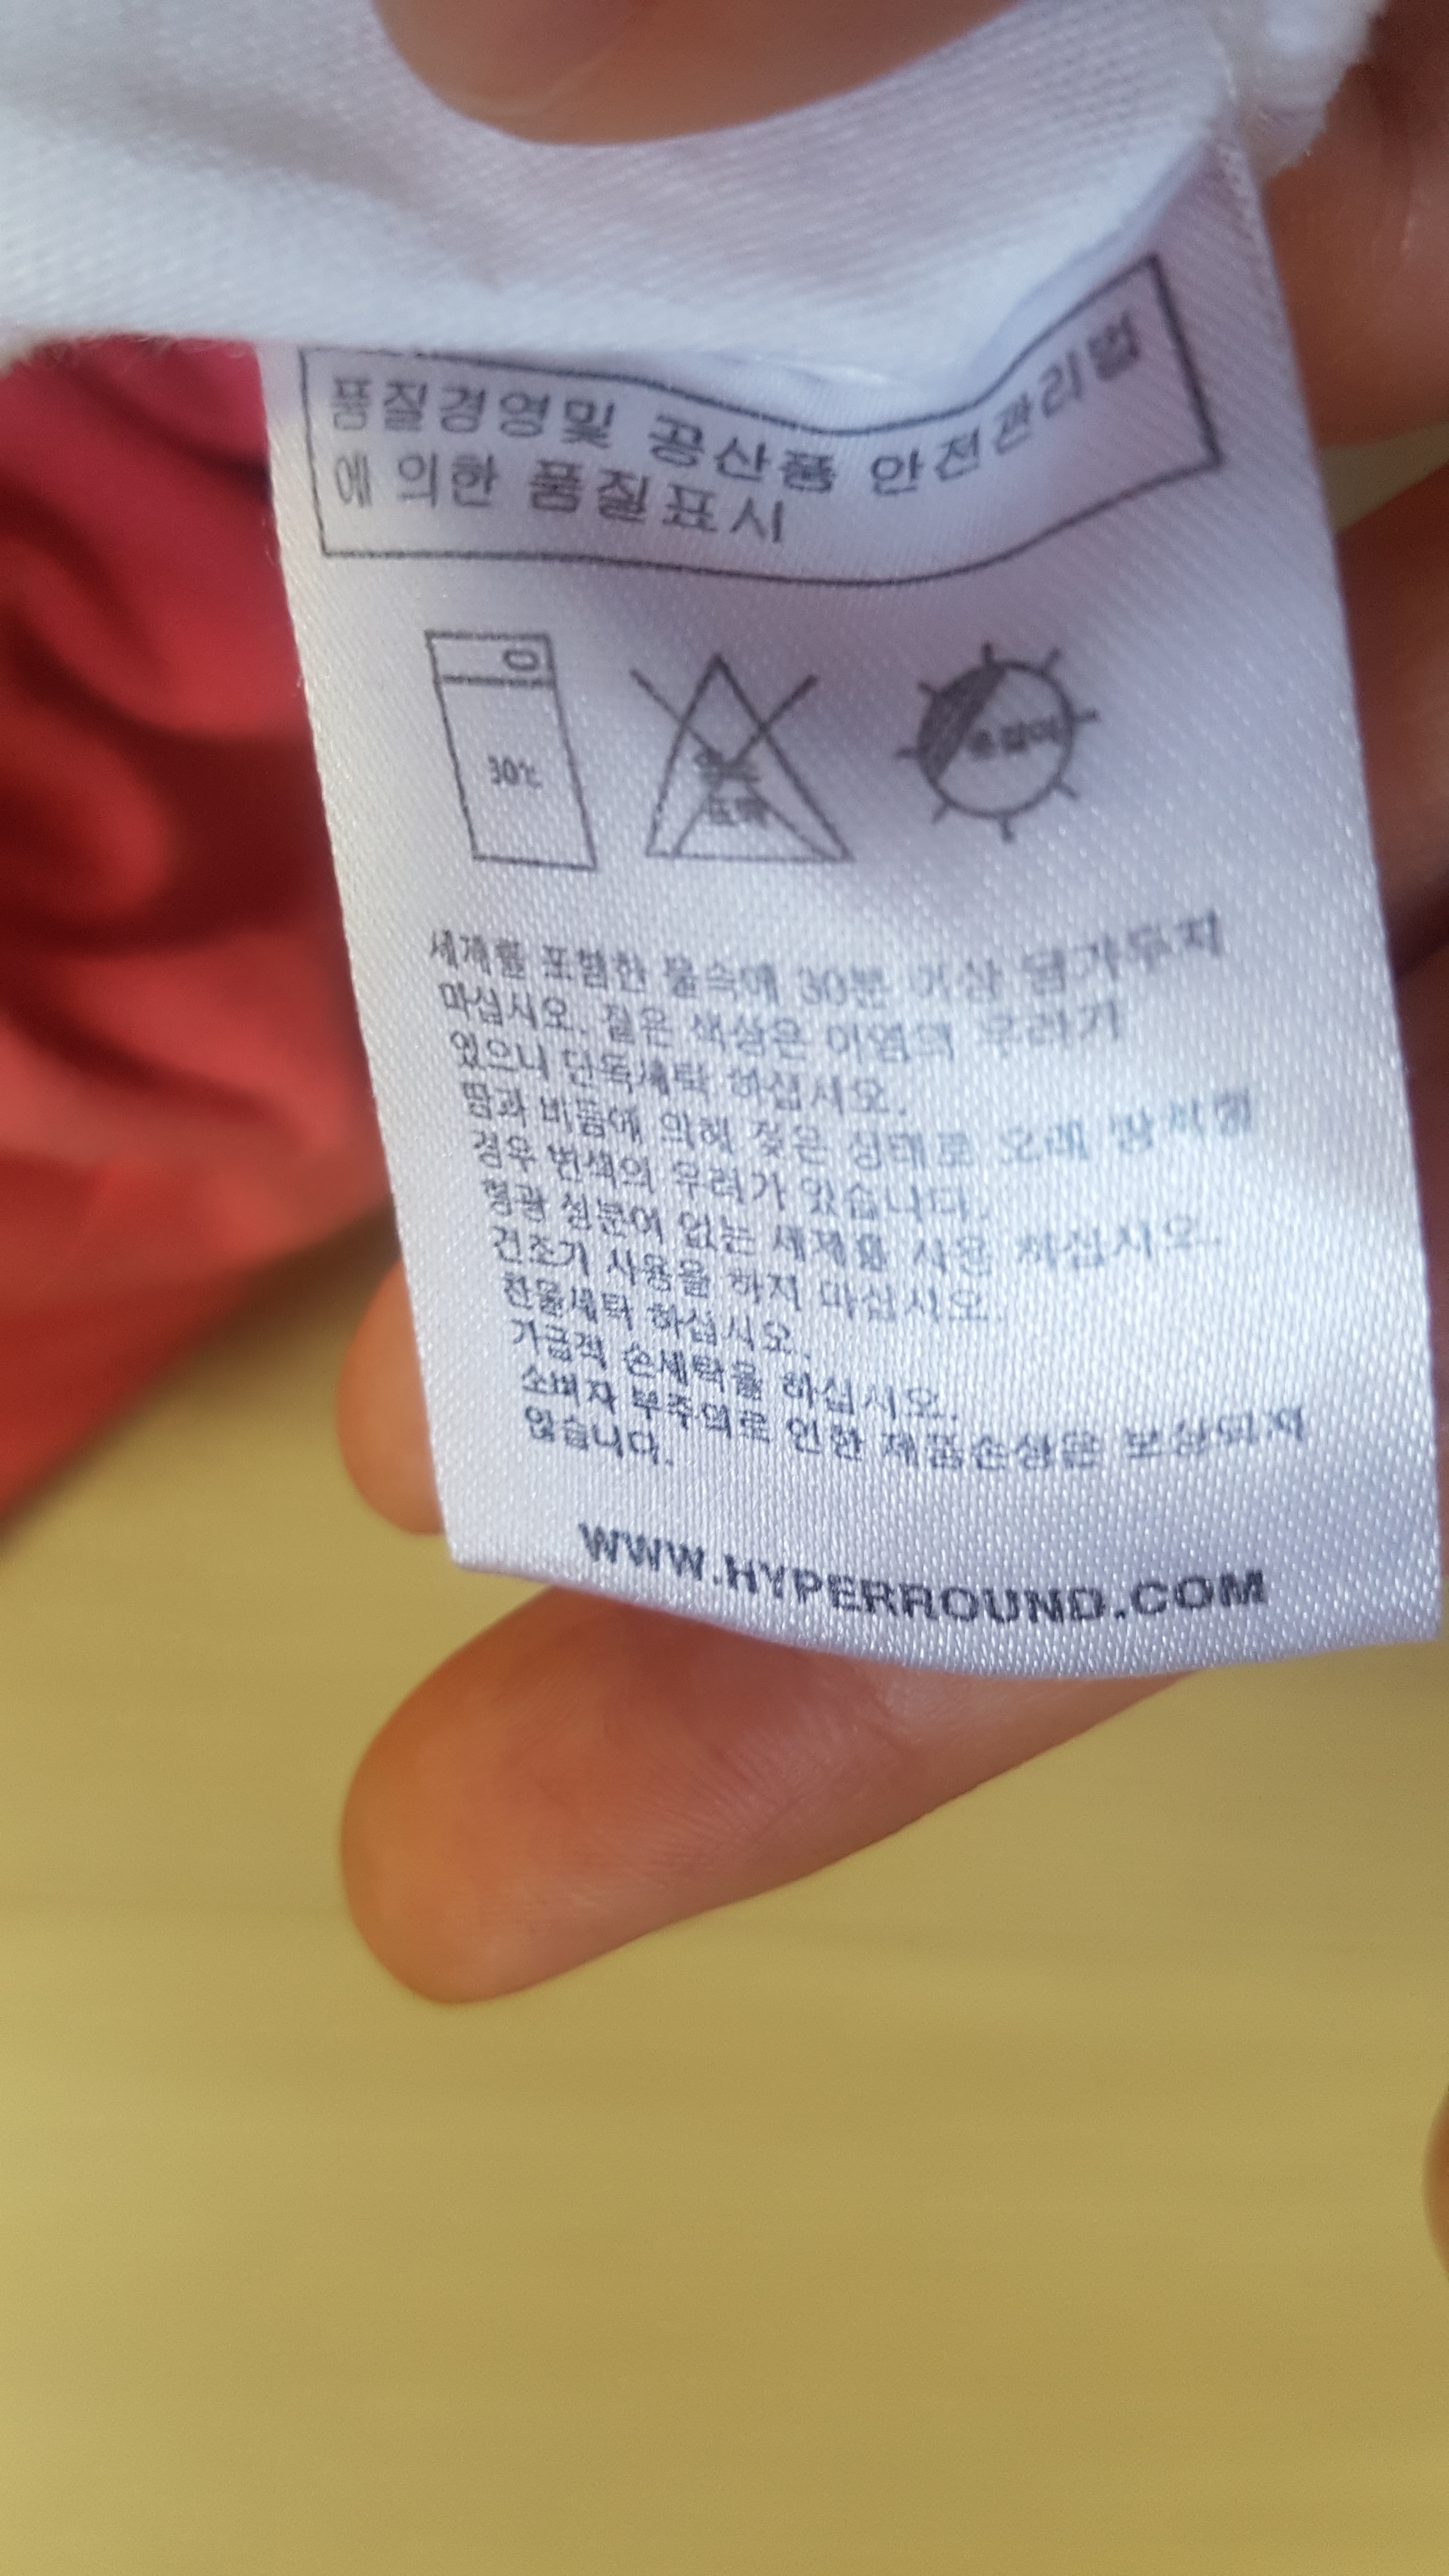 품질경영및 공산품 안전관리법
에 의한 품질표시
30℃
옷걸이
세제를 포함한 물속에 30분 이상 담가두지
마십시오. 짙은 색상은 이염의 우려가
있으니 단독세탁 하십시오.
땀과 비등에 의해 젖은 상태로 오래 방치할
경우 변색의 우려가 있습니다.
형광 성분이 없는 세제를 사용 하십시오.
건조기 사용을 하지 마십시오.
찬물세탁 하십시오.
가급적 손세탁을 하십시오.
소비자 부주의로 인한 제품손상은 보상되지
않습니다.
WWW.HYPERROUND.COM